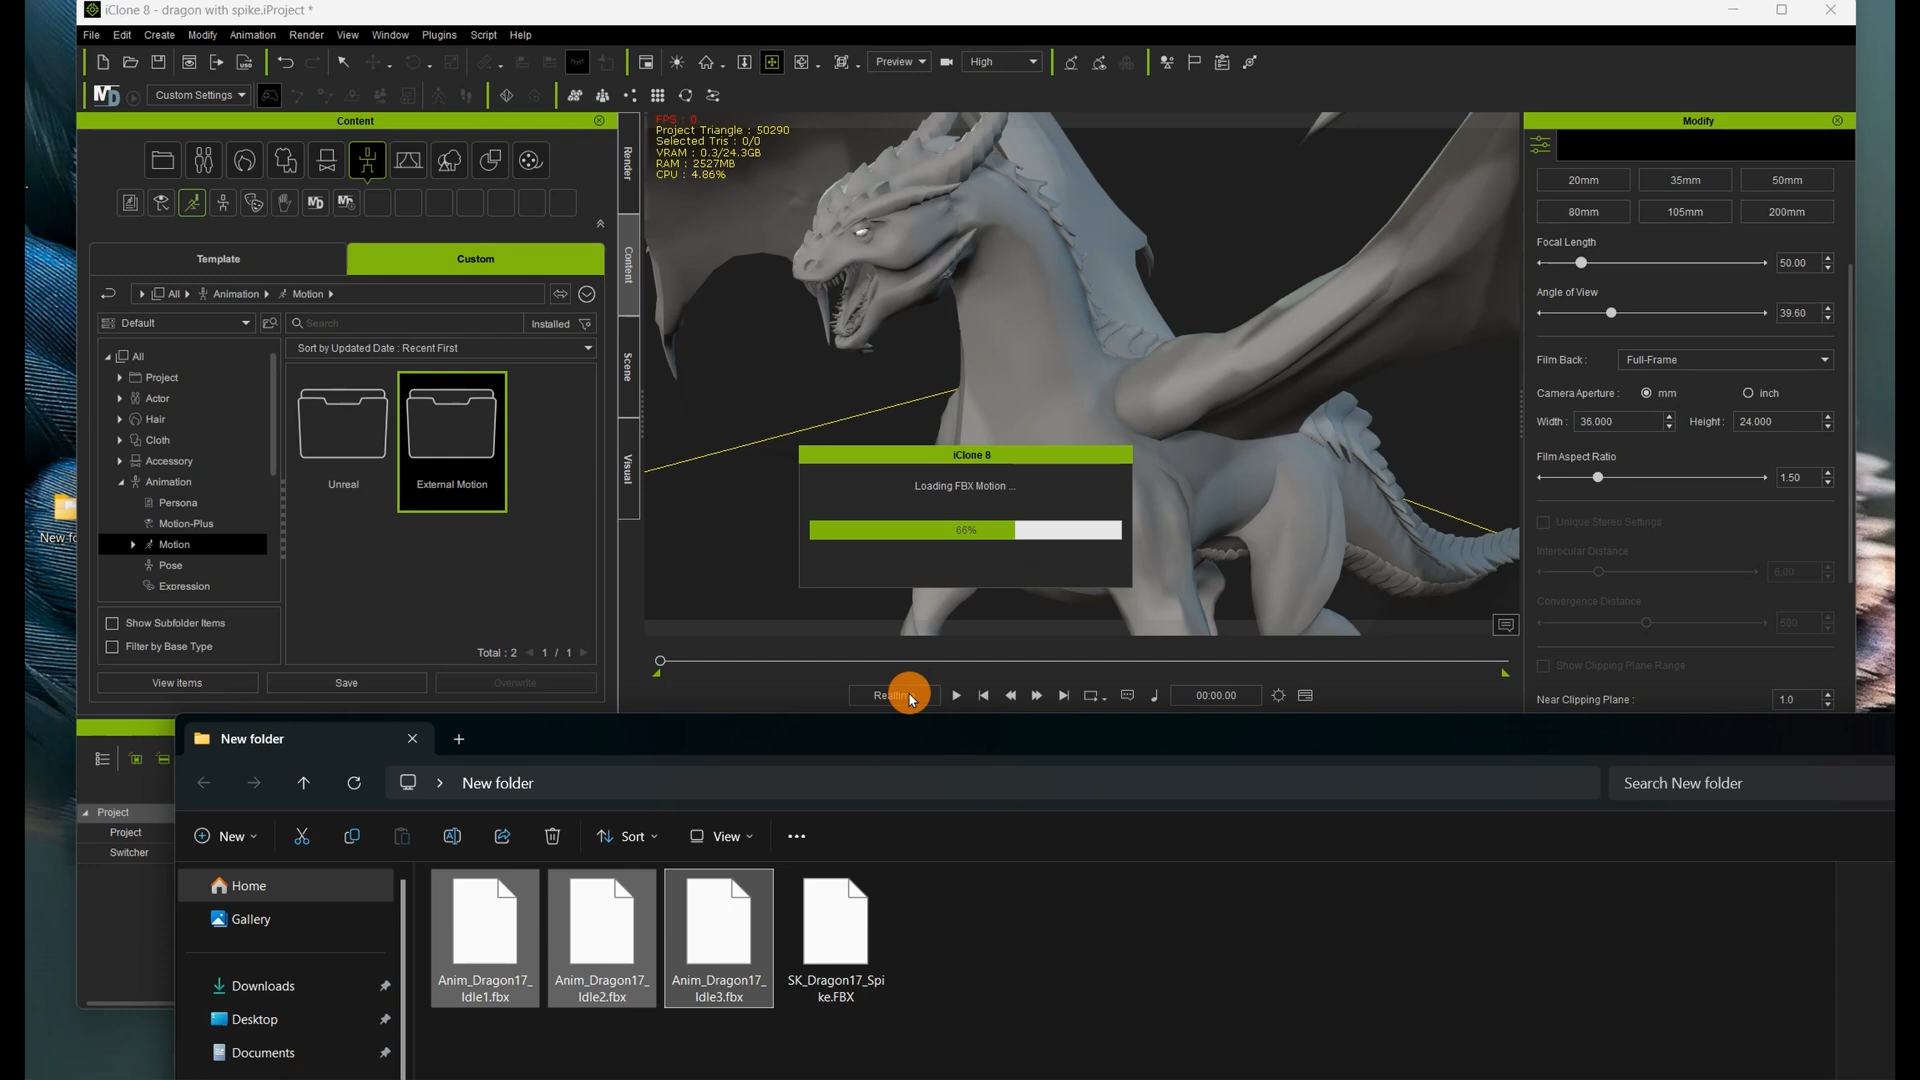 iClone 8 - dragon with spike.iProject *
File Edit Create Modify Animation Render View Window Plugins Script Help
Preview High
MD Custom Settings
Content
MD
Template Custom
All Animation Motion
Default Search Installed
Sort by Updated Date : Recent First
All
Project
Actor
Hair
Cloth
Accessory
Animation
Persona
Motion-Plus
Motion
Pose
Expression
Unreal External Motion
Show Subfolder Items
Filter by Base Type
Total : 2 1 / 1
View items Save Overwrite
Render
Content
Scene
Visual
FPS : 0
Project Triangle : 50290
Selected Tris : 0/0
VRAM : 0.3/24.3GB
RAM : 2527MB
CPU : 4.86%
iClone 8
Loading FBX Motion ...
66%
00:00.00
Modify
20mm 35mm 50mm
80mm 105mm 200mm
Focal Length
50.00
Angle of View
39.60
Film Back : Full-Frame
Camera Aperture : mm inch
Width : 36.000 Height : 24.000
Film Aspect Ratio
1.50
Unique Stereo Settings
Interocular Distance
6.00
Convergence Distance
500
Show Clipping Plane Range
Near Clipping Plane : 1.0
Project
Project
Switcher
New folder
New folder
Search New folder
New Sort View
Home
Gallery
Downloads
Desktop
Documents
Anim_Dragon17_
Idle1.fbx
Anim_Dragon17_
Idle2.fbx
Anim_Dragon17_
Idle3.fbx
SK_Dragon17_Spi
ke.FBX